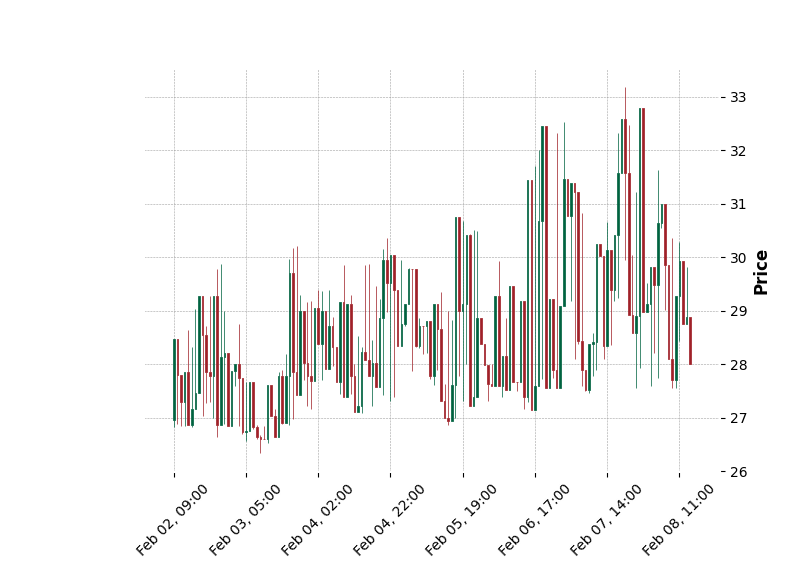 33
32
31
30
29
28
27
26
Price
Feb 02, 09:00
Feb 03, 05:00
Feb 04, 02:00
Feb 04, 22:00
Feb 05, 19:00
Feb 06, 17:00
Feb 07, 14:00
Feb 08, 11:00